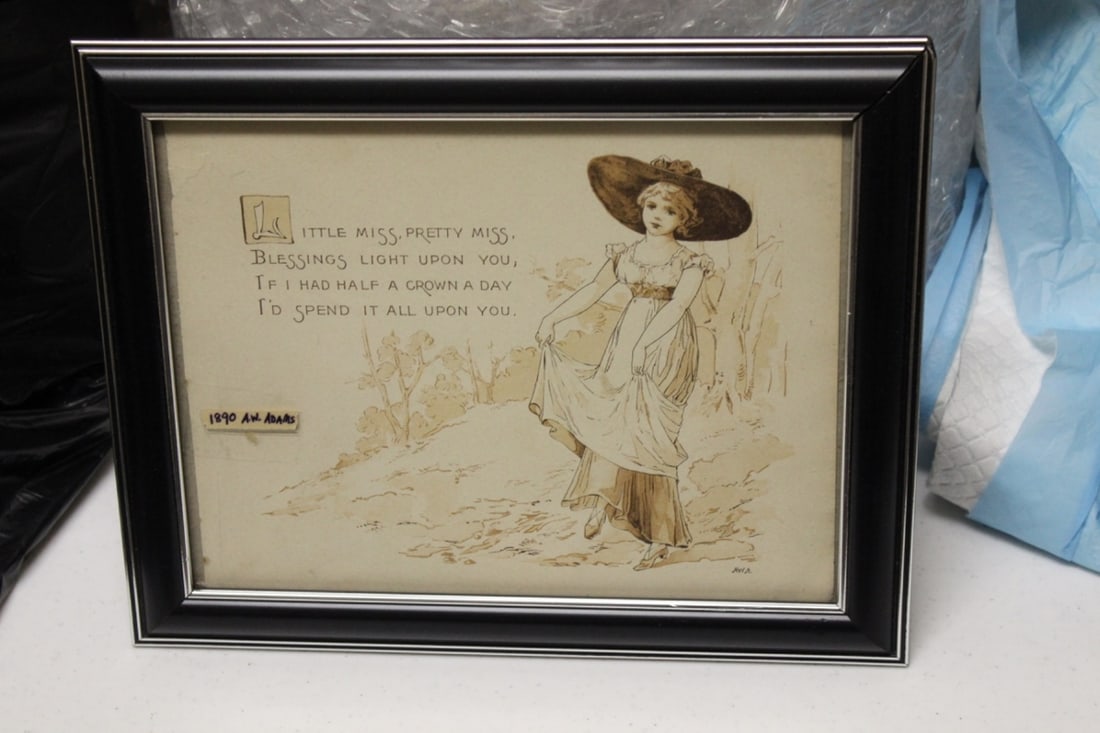 LITTLE MISS, PRETTY MISS,
BLESSINGS LIGHT UPON YOU,
IF I HAD HALF A CROWN A DAY
I'D SPEND IT ALL UPON YOU.
1890 A.W. ADAMS